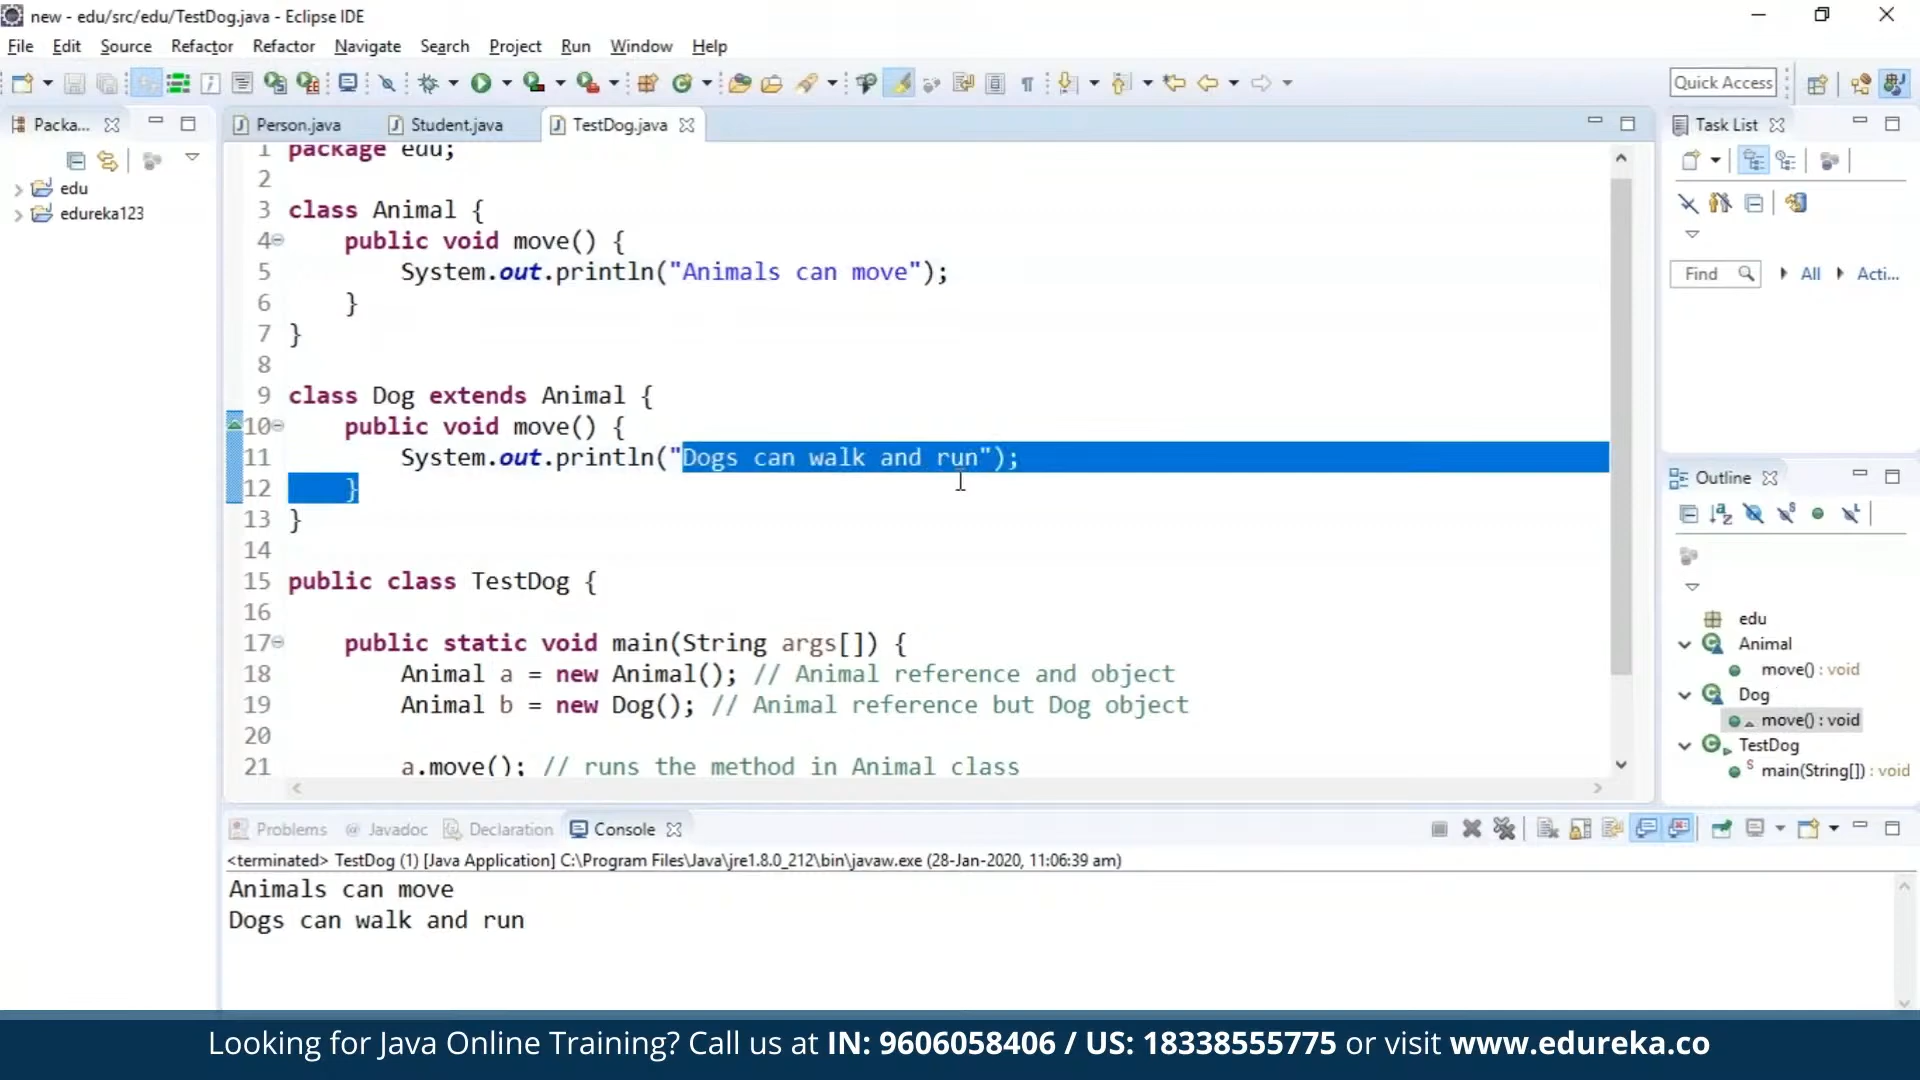 new - edu/src/edu/TestDog.java - Eclipse IDE
File Edit Source Refactor Refactor Navigate Search Project Run Window Help
Quick Access
Packa...
edu
edureka123
Person.java Student.java TestDog.java
1 package edu;
2
3 class Animal {
4 public void move() {
5 System.out.println("Animals can move");
6 }
7 }
8
9 class Dog extends Animal {
10 public void move() {
11 System.out.println("Dogs can walk and run");
12 }
13 }
14
15 public class TestDog {
16
17 public static void main(String args[]) {
18 Animal a = new Animal(); // Animal reference and object
19 Animal b = new Dog(); // Animal reference but Dog object
20
21 a.move(); // runs the method in Animal class
Task List
Find All Acti...
Outline
edu
Animal
move() : void
Dog
move() : void
TestDog
main(String[]) : void
Problems @ Javadoc Declaration Console
<terminated> TestDog (1) [Java Application] C:\Program Files\Java\jre1.8.0_212\bin\javaw.exe (28-Jan-2020, 11:06:39 am)
Animals can move
Dogs can walk and run
Looking for Java Online Training? Call us at IN: 9606058406 / US: 18338555775 or visit www.edureka.co